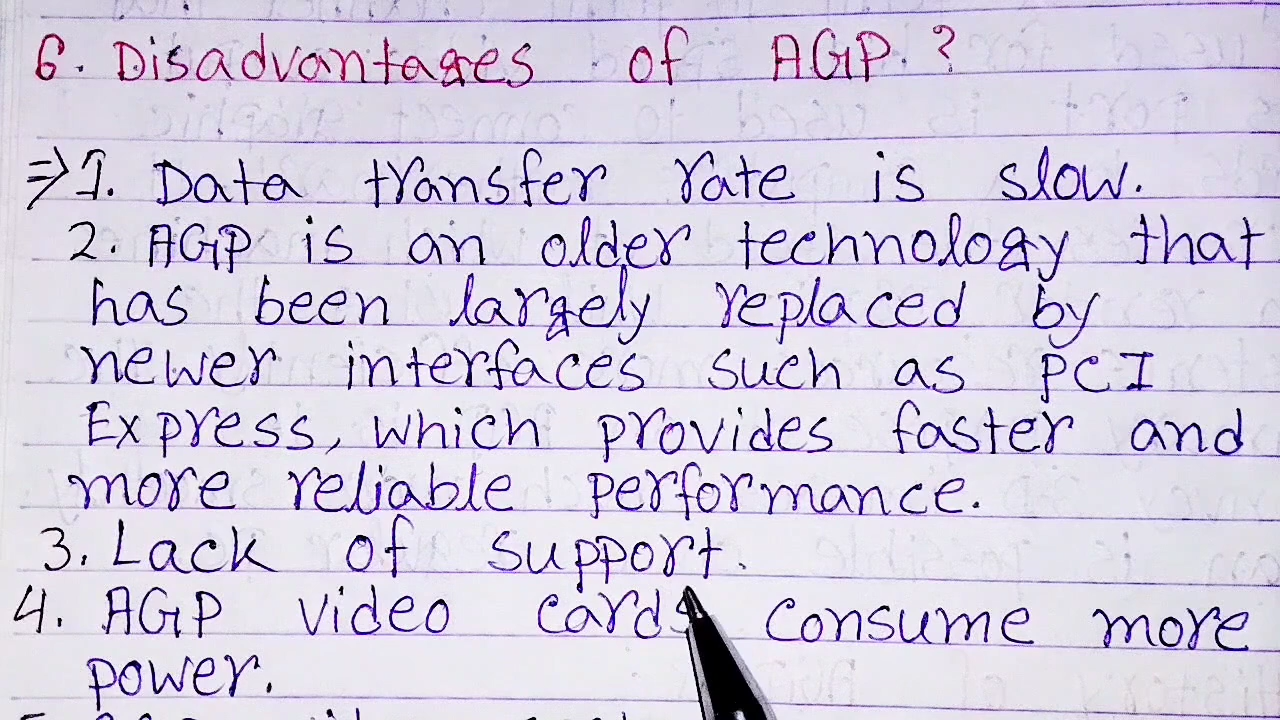 6. Disadvantages of AGP. ?
⇒ 1. Data transfer rate is slow.
2. AGP is an older technology that
has been largely replaced by
newer interfaces such as PCI
Express, which provides faster and
more reliable performance.
3. Lack of support.
4. AGP video cards consume more
power.